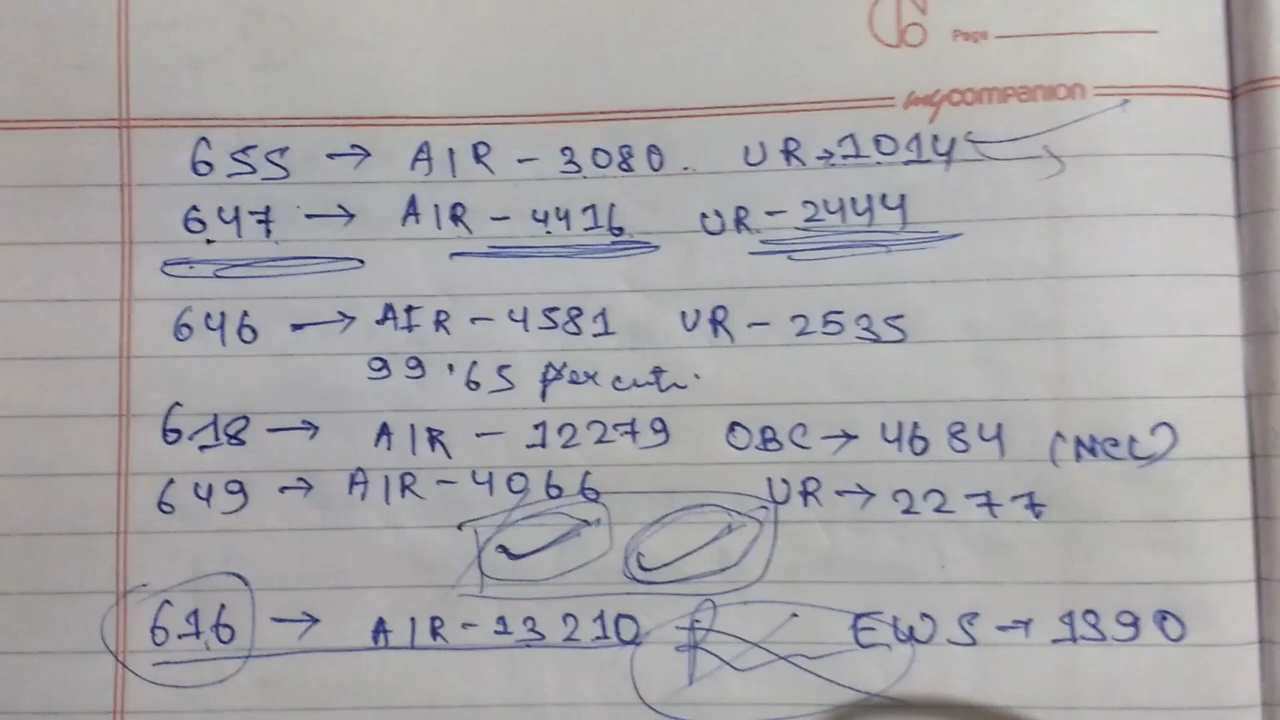 Page
mycompanion
655 → AIR - 3080. UR → 1014
647 → AIR - 4416 UR - 2444
646 → AIR - 4581 UR - 2535
99.65 percnt.
618 → AIR - 12279 OBC → 4684 (NCL)
649 → AIR - 4066 UR → 2277
616 → AIR - 13210 EWS → 1390